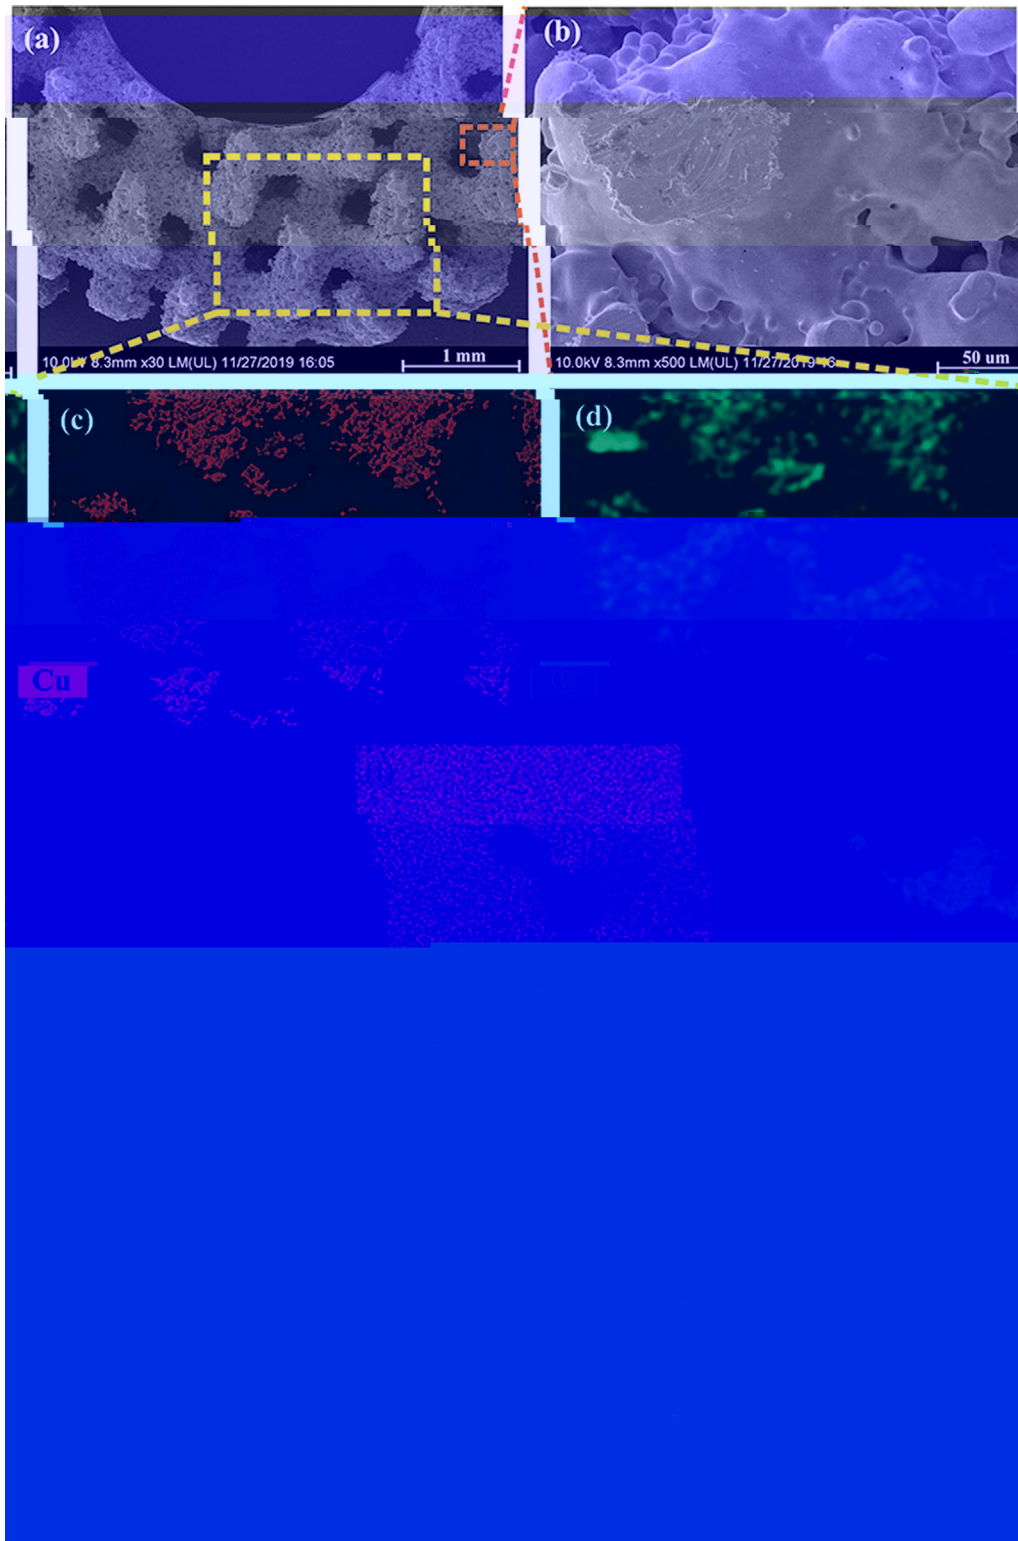 (a)
(b)
10.0kV 8.3mm x30 LM(UL) 11/27/2019 16:05
1 mm
10.0kV 8.3mm x500 LM(UL) 11/27/2019 16
50 um
(c)
(d)
Cu
C